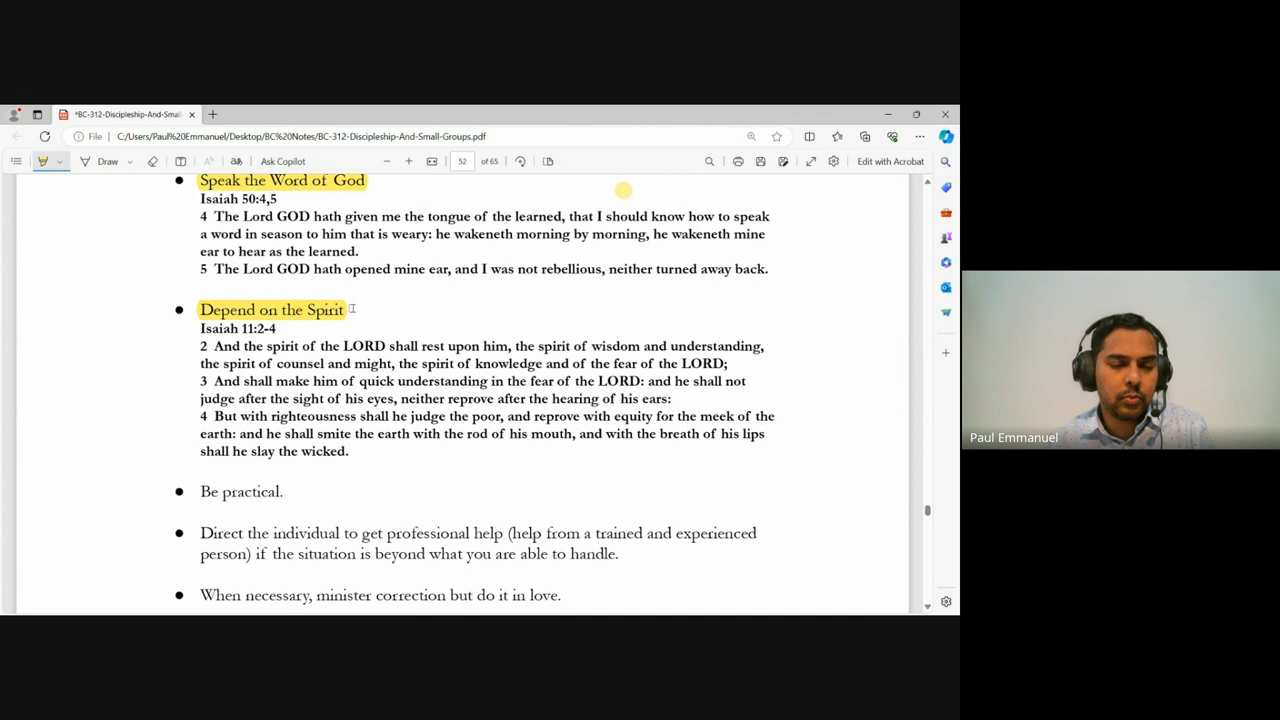 *BC-312-Discipleship-And-Small-
File
C:/Users/Paul%20Emmanuel/Desktop/BC%20Notes/BC-312-Discipleship-And-Small-Groups.pdf
Draw
Ask Copilot
52
of 65
Edit with Acrobat
● Speak the Word of God
Isaiah 50:4,5
4 The Lord GOD hath given me the tongue of the learned, that I should know how to speak
a word in season to him that is weary: he wakeneth morning by morning, he wakeneth mine
ear to hear as the learned.
5 The Lord GOD hath opened mine ear, and I was not rebellious, neither turned away back.
● Depend on the Spirit
Isaiah 11:2-4
2 And the spirit of the LORD shall rest upon him, the spirit of wisdom and understanding,
the spirit of counsel and might, the spirit of knowledge and of the fear of the LORD;
3 And shall make him of quick understanding in the fear of the LORD: and he shall not
judge after the sight of his eyes, neither reprove after the hearing of his ears:
4 But with righteousness shall he judge the poor, and reprove with equity for the meek of the
earth: and he shall smite the earth with the rod of his mouth, and with the breath of his lips
shall he slay the wicked.
● Be practical.
● Direct the individual to get professional help (help from a trained and experienced
person) if the situation is beyond what you are able to handle.
● When necessary, minister correction but do it in love.
Paul Emmanuel